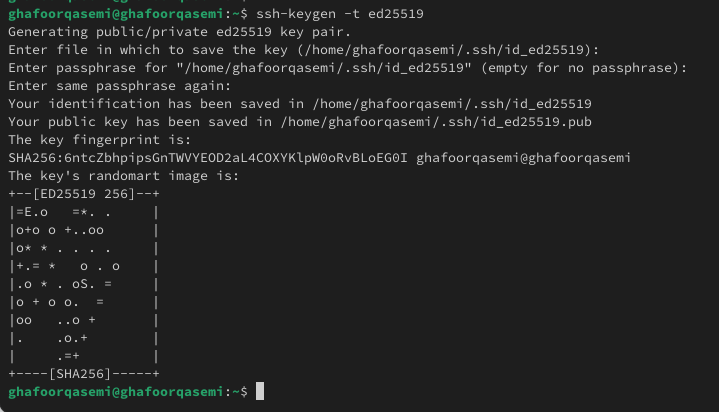 ghafoorqasemi@ghafoorqasemi:~$ ssh-keygen -t ed25519
Generating public/private ed25519 key pair.
Enter file in which to save the key (/home/ghafoorqasemi/.ssh/id_ed25519):
Enter passphrase for "/home/ghafoorqasemi/.ssh/id_ed25519" (empty for no passphrase):
Enter same passphrase again:
Your identification has been saved in /home/ghafoorqasemi/.ssh/id_ed25519
Your public key has been saved in /home/ghafoorqasemi/.ssh/id_ed25519.pub
The key fingerprint is:
SHA256:6ntcZbhpipsGnTWVYEOD2aL4COXYKlpW0oRvBLoEG0I ghafoorqasemi@ghafoorqasemi
The key's randomart image is:
+--[ED25519 256]--+
|=E.o   =*. .     |
|o+o o +..oo      |
|o* * . . . .     |
|+.= *   o . o    |
|.o * . oS. =     |
|o + o o.  =      |
|oo   ..o +       |
|.    .o.+        |
|     .=+         |
+----[SHA256]-----+
ghafoorqasemi@ghafoorqasemi:~$